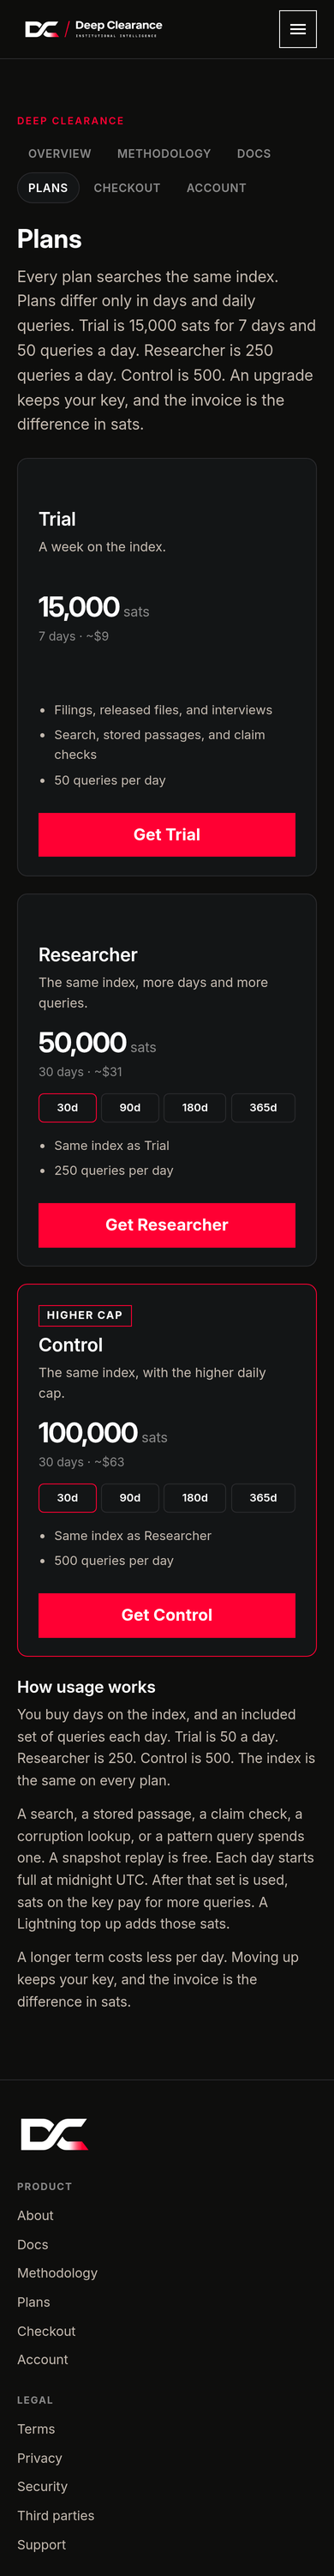 DC / Deep Clearance
INSTITUTIONAL INTELLIGENCE
DEEP CLEARANCE
OVERVIEW METHODOLOGY DOCS
PLANS CHECKOUT ACCOUNT
Plans
Every plan searches the same index.
Plans differ only in days and daily
queries. Trial is 15,000 sats for 7 days and
50 queries a day. Researcher is 250
queries a day. Control is 500. An upgrade
keeps your key, and the invoice is the
difference in sats.
Trial
A week on the index.
15,000 sats
7 days · ~$9
• Filings, released files, and interviews
• Search, stored passages, and claim
checks
• 50 queries per day
Get Trial
Researcher
The same index, more days and more
queries.
50,000 sats
30 days · ~$31
30d 90d 180d 365d
• Same index as Trial
• 250 queries per day
Get Researcher
HIGHER CAP
Control
The same index, with the higher daily
cap.
100,000 sats
30 days · ~$63
30d 90d 180d 365d
• Same index as Researcher
• 500 queries per day
Get Control
How usage works
You buy days on the index, and an included
set of queries each day. Trial is 50 a day.
Researcher is 250. Control is 500. The index is
the same on every plan.
A search, a stored passage, a claim check, a
corruption lookup, or a pattern query spends
one. A snapshot replay is free. Each day starts
full at midnight UTC. After that set is used,
sats on the key pay for more queries. A
Lightning top up adds those sats.
A longer term costs less per day. Moving up
keeps your key, and the invoice is the
difference in sats.
DC
PRODUCT
About
Docs
Methodology
Plans
Checkout
Account
LEGAL
Terms
Privacy
Security
Third parties
Support